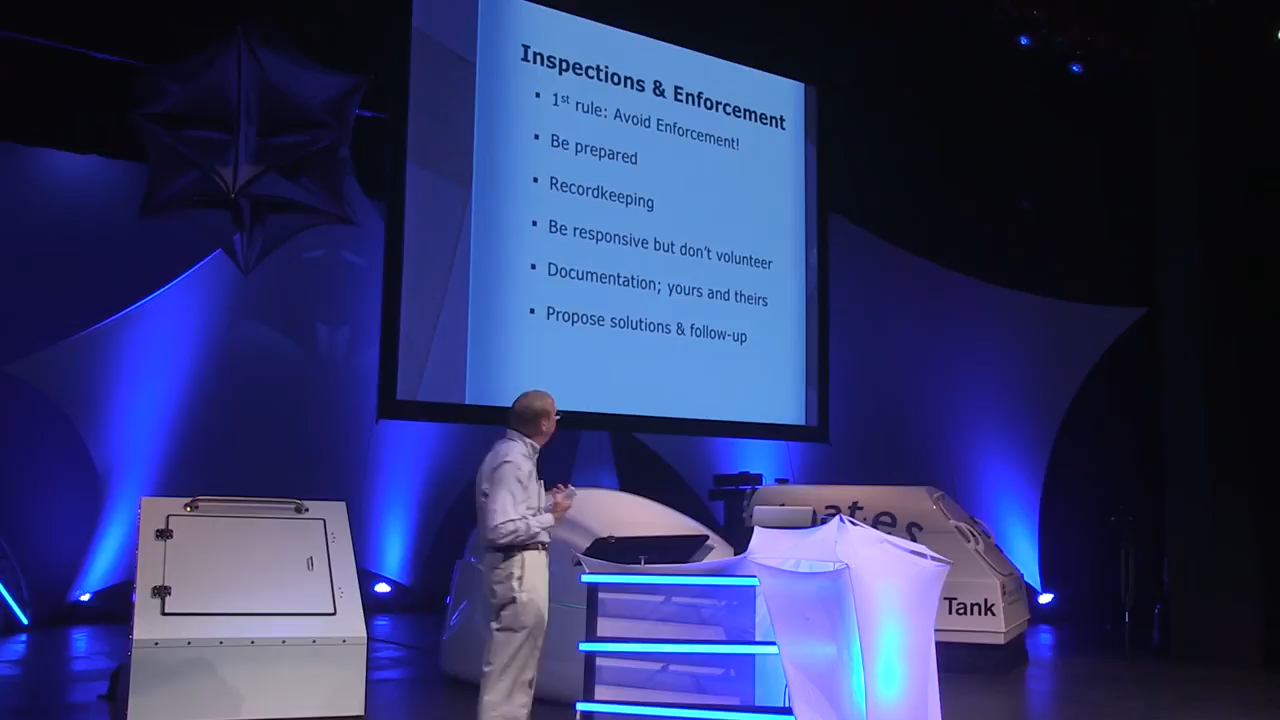 Inspections & Enforcement
▪ 1st rule: Avoid Enforcement!
▪ Be prepared
▪ Recordkeeping
▪ Be responsive but don't volunteer
▪ Documentation; yours and theirs
▪ Propose solutions & follow-up
Tank